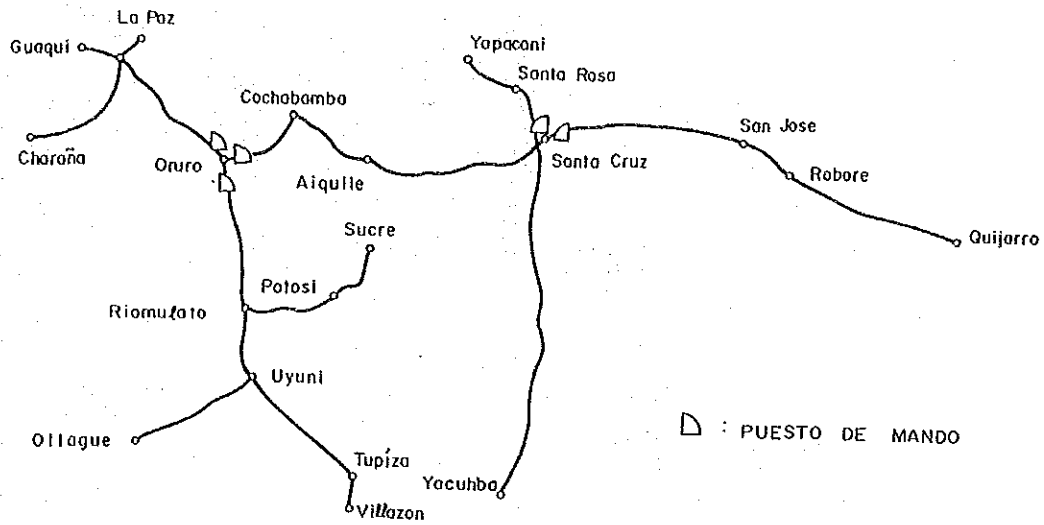 La Paz
Guaqui
Charaña
Oruro
Cochabamba
Aiquile
Yapacani
Santa Rosa
Santa Cruz
San Jose
Robore
Quijarro
Sucre
Potosi
Riomulato
Uyuni
Ollague
Tupíza
Villazon
Yacuhba
: PUESTO DE MANDO